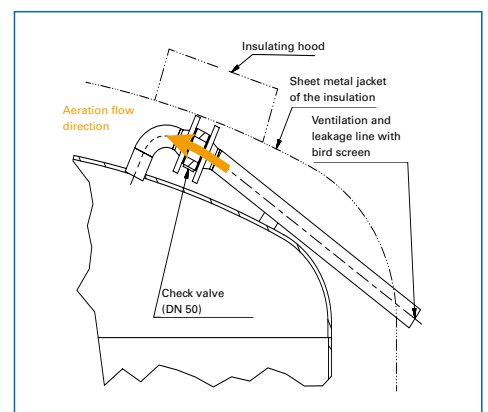 Insulating hood
Sheet metal jacket
of the insulation
Aeration flow
direction
Ventilation and
leakage line with
bird screen
Check valve
(DN 50)